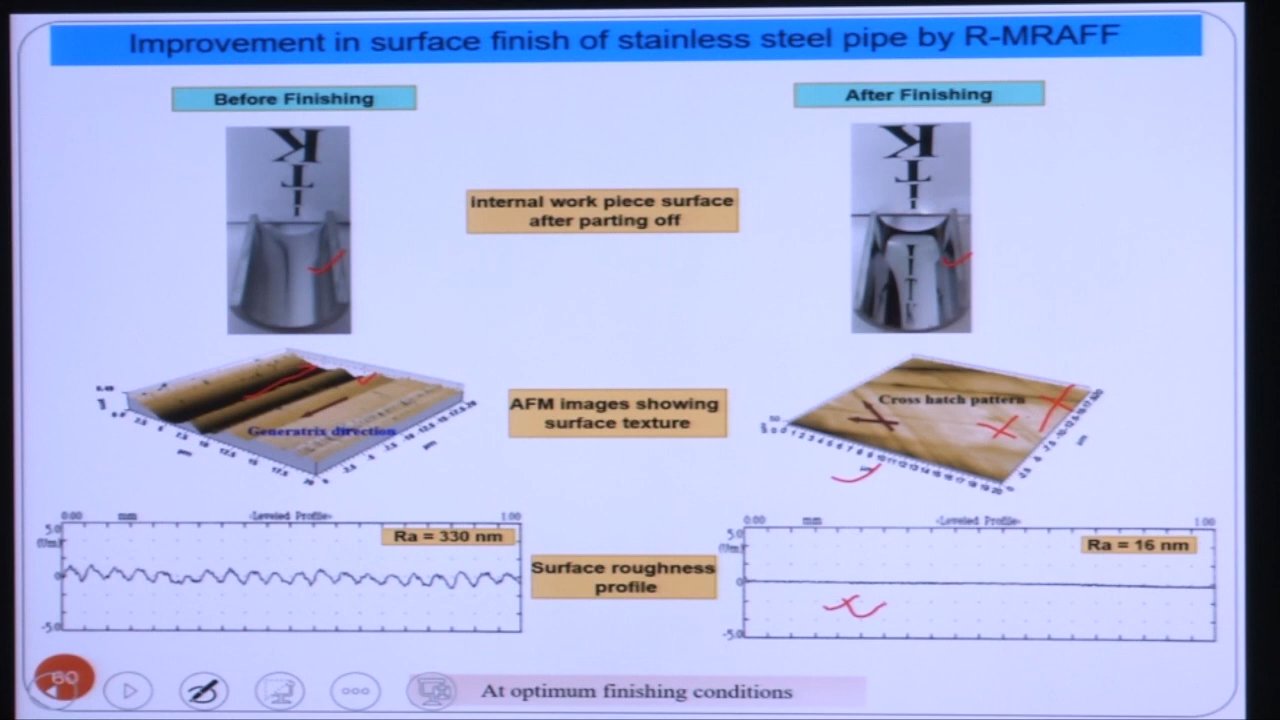 Improvement in surface finish of stainless steel pipe by R-MRAFF
Before Finishing
After Finishing
Internal work piece surface
after parting off
AFM images showing
surface texture
Generatrix direction
Cross hatch pattern
0.00 mm <Leveled Profile> 1.00
5.0
(Um)
0
-5.0
Ra = 330 nm
Surface roughness
profile
0.00 mm <Leveled Profile> 1.00
5.0
(Um)
0
-5.0
Ra = 16 nm
60
At optimum finishing conditions